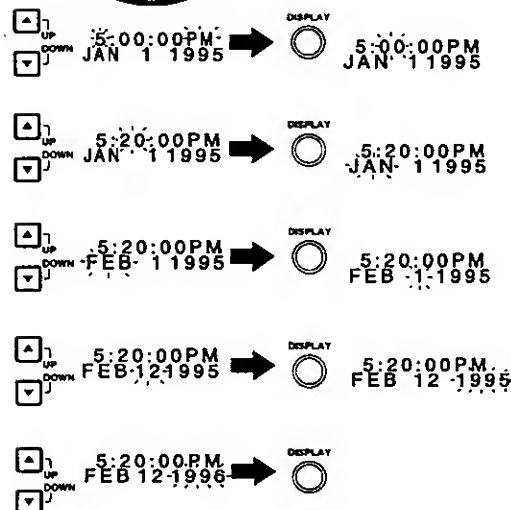 DISPLAY
UP
DOWN
5:00:00PM
JAN 1 1995
5:00:00PM
JAN 1 1995
DISPLAY
UP
DOWN
5:20:00PM
JAN 1 1995
5:20:00PM
JAN 1 1995
DISPLAY
UP
DOWN
5:20:00PM
FEB 1 1995
5:20:00PM
FEB 1 1995
DISPLAY
UP
DOWN
5:20:00PM
FEB 12 1995
5:20:00PM
FEB 12 1995
DISPLAY
UP
DOWN
5:20:00PM
FEB 12 1996